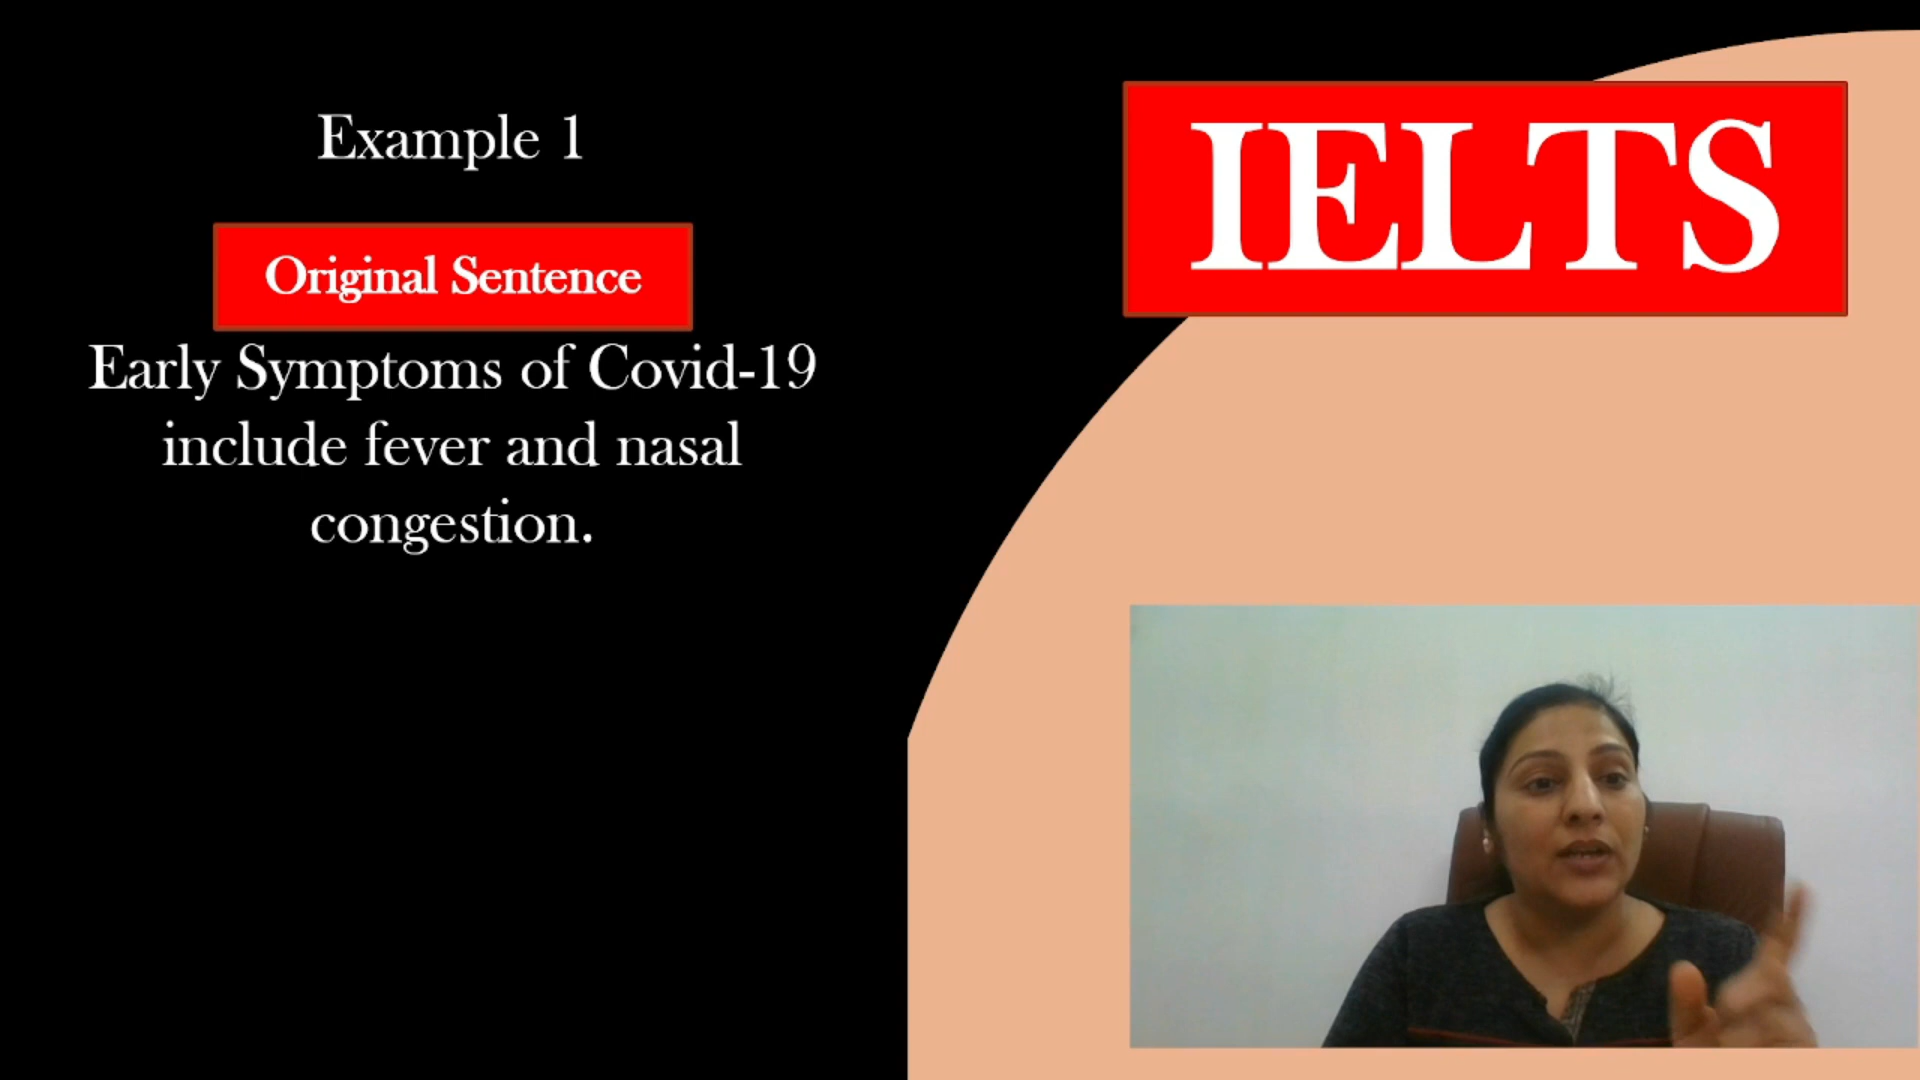 Example 1
Original Sentence
Early Symptoms of Covid-19
include fever and nasal
congestion.
IELTS